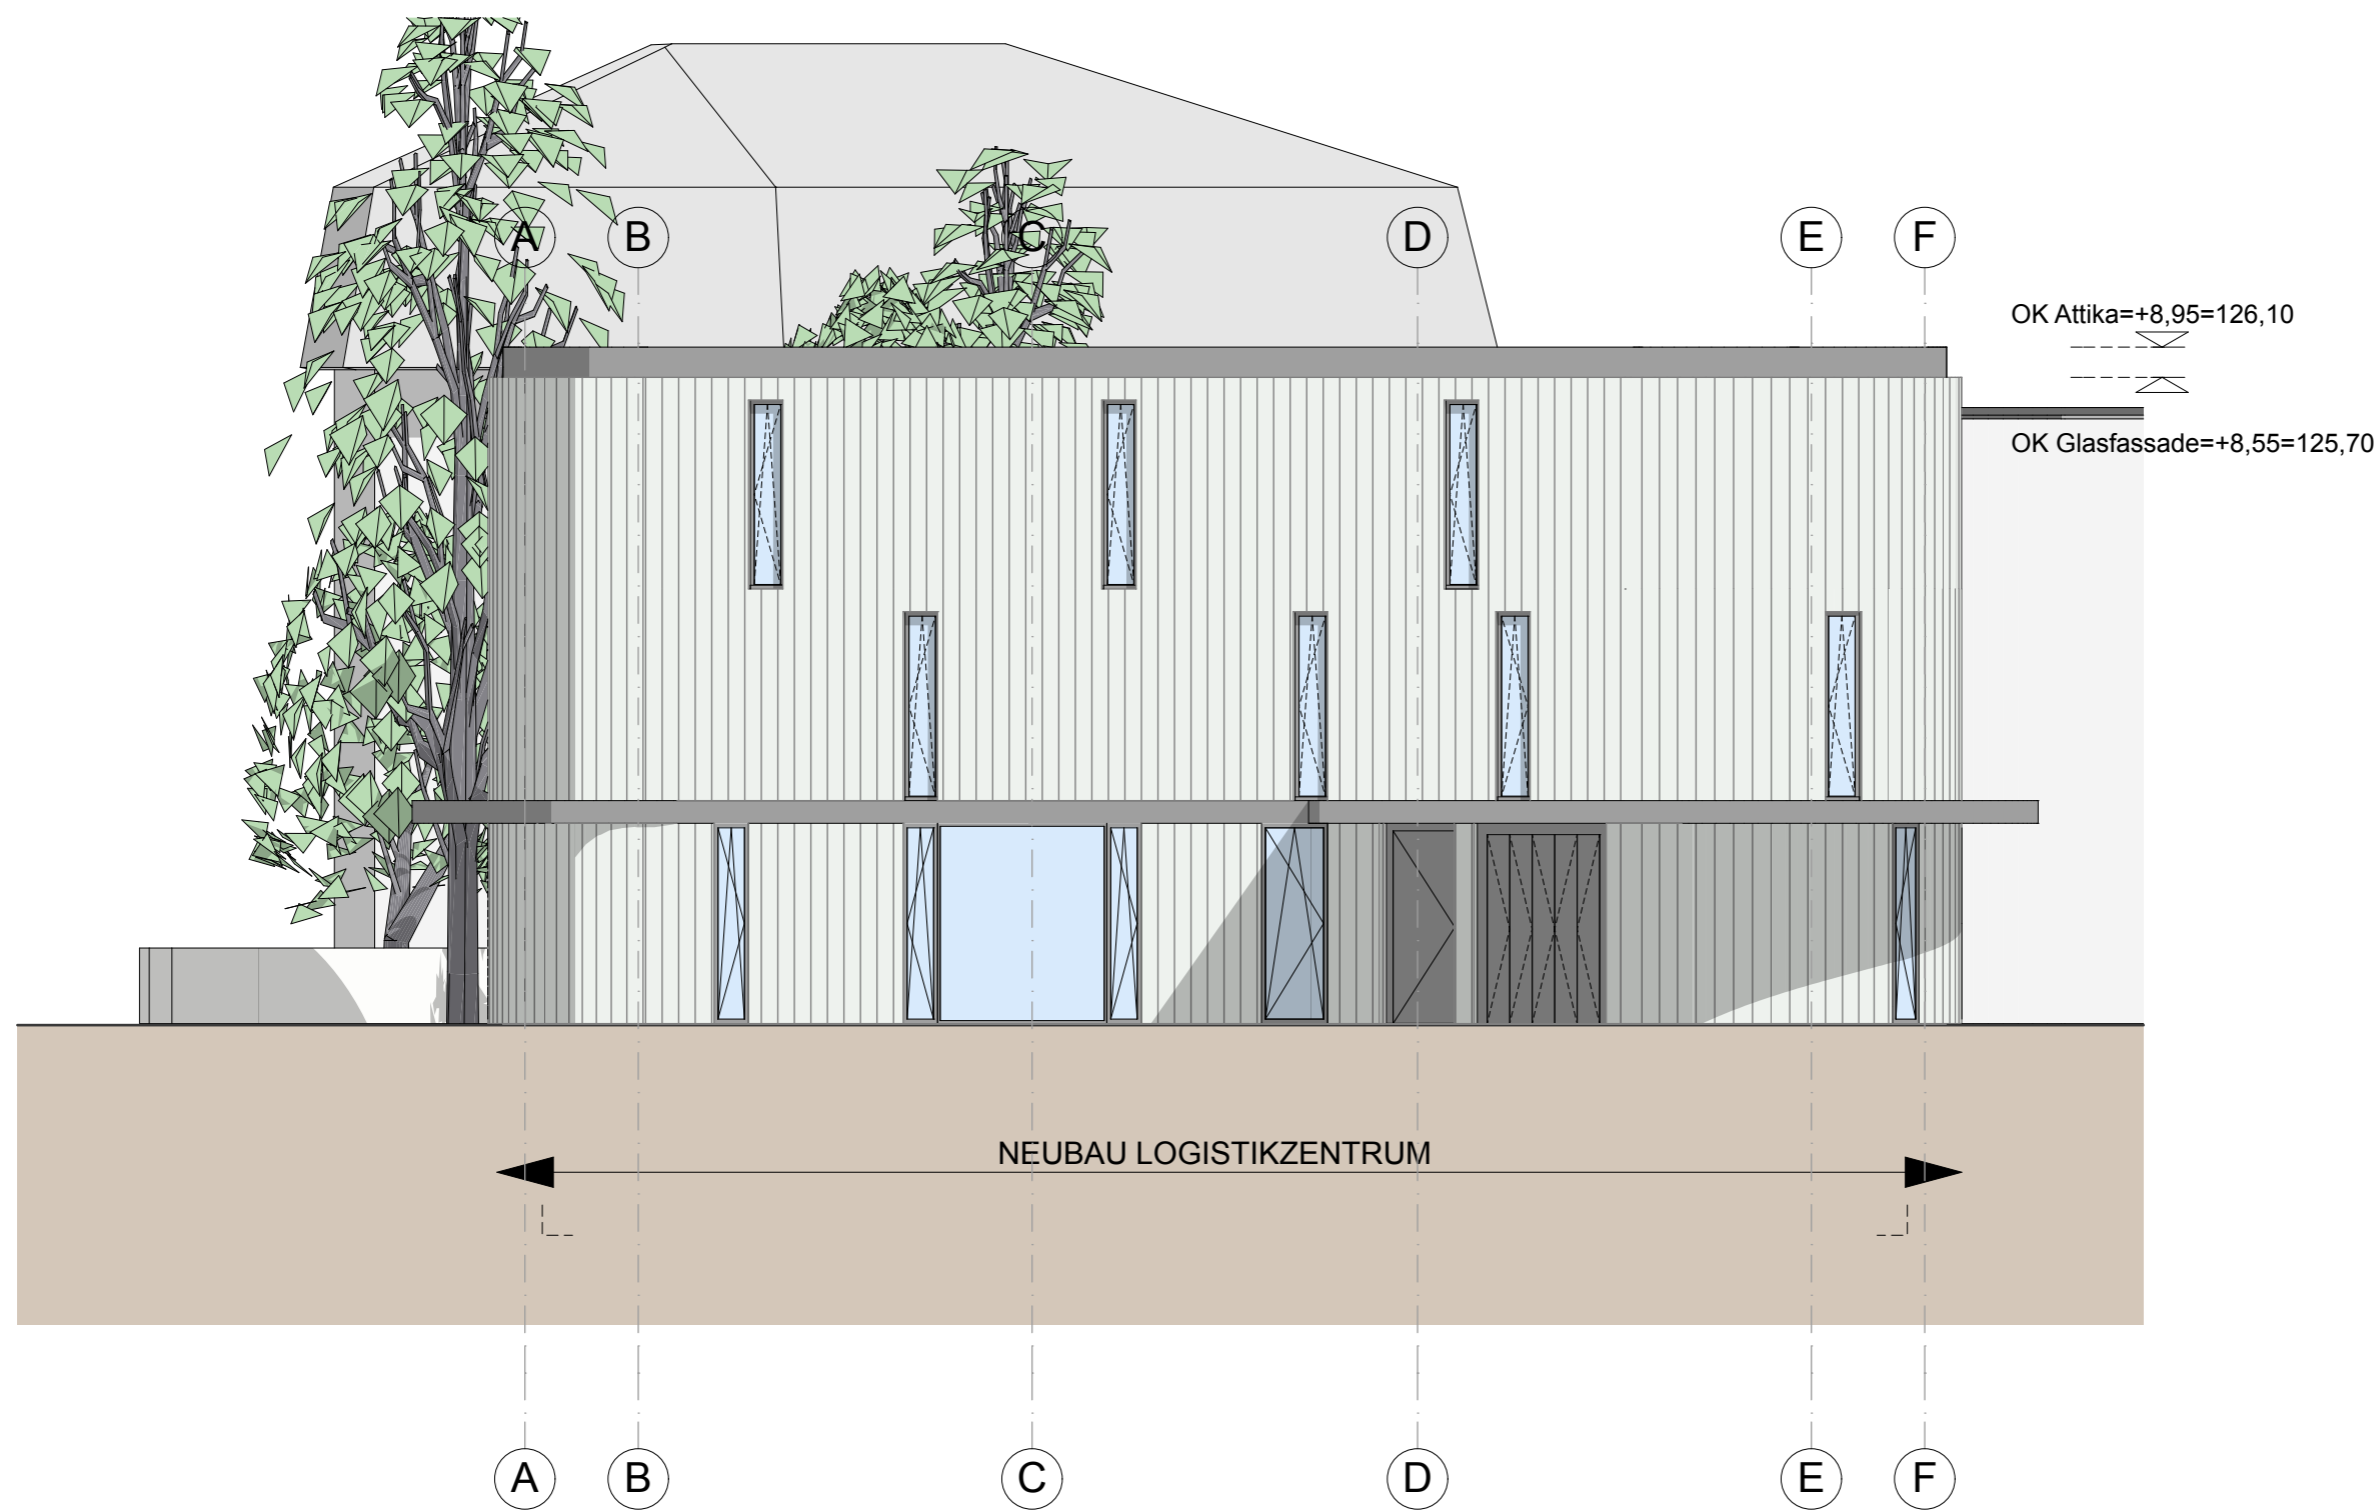 A B C D E F
OK Attika=+8,95=126,10
OK Glasfassade=+8,55=125,70
NEUBAU LOGISTIKZENTRUM
A B C D E F